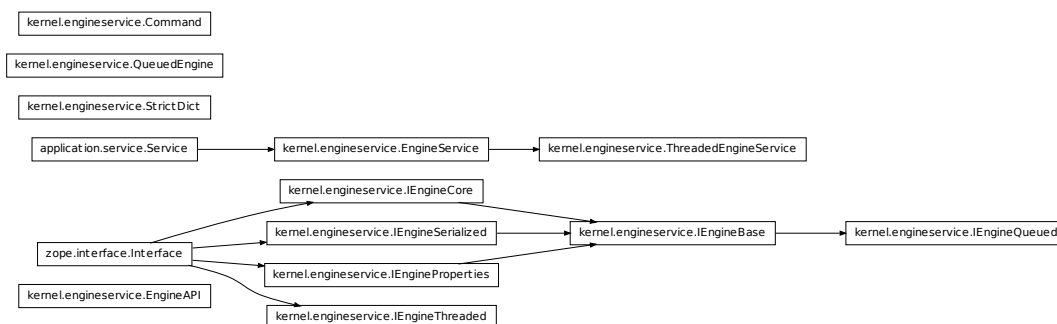 kernel.engineservice.Command
kernel.engineservice.QueuedEngine
kernel.engineservice.StrictDict
application.service.Service
kernel.engineservice.EngineService
kernel.engineservice.ThreadedEngineService
kernel.engineservice.IEngineCore
kernel.engineservice.IEngineSerialized
kernel.engineservice.IEngineBase
kernel.engineservice.IEngineQueued
zope.interface.Interface
kernel.engineservice.IEngineProperties
kernel.engineservice.EngineAPI
kernel.engineservice.IEngineThreaded